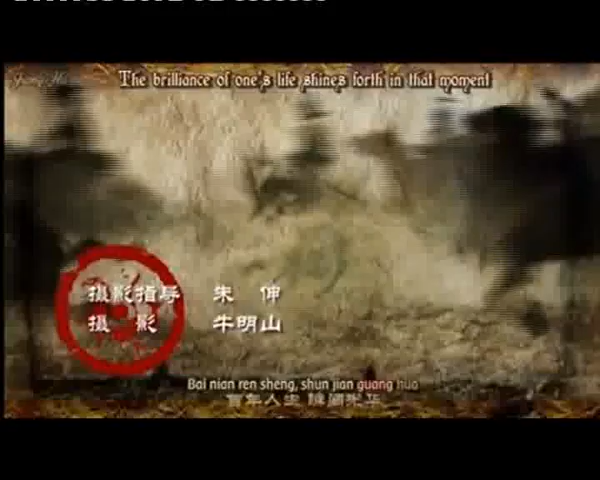 The brilliance of one's life shines forth in that moment
摄影指导 朱 伸
摄 影 牛明山
Bai nian ren sheng, shun jian guang hua
百年人生 瞬间光华